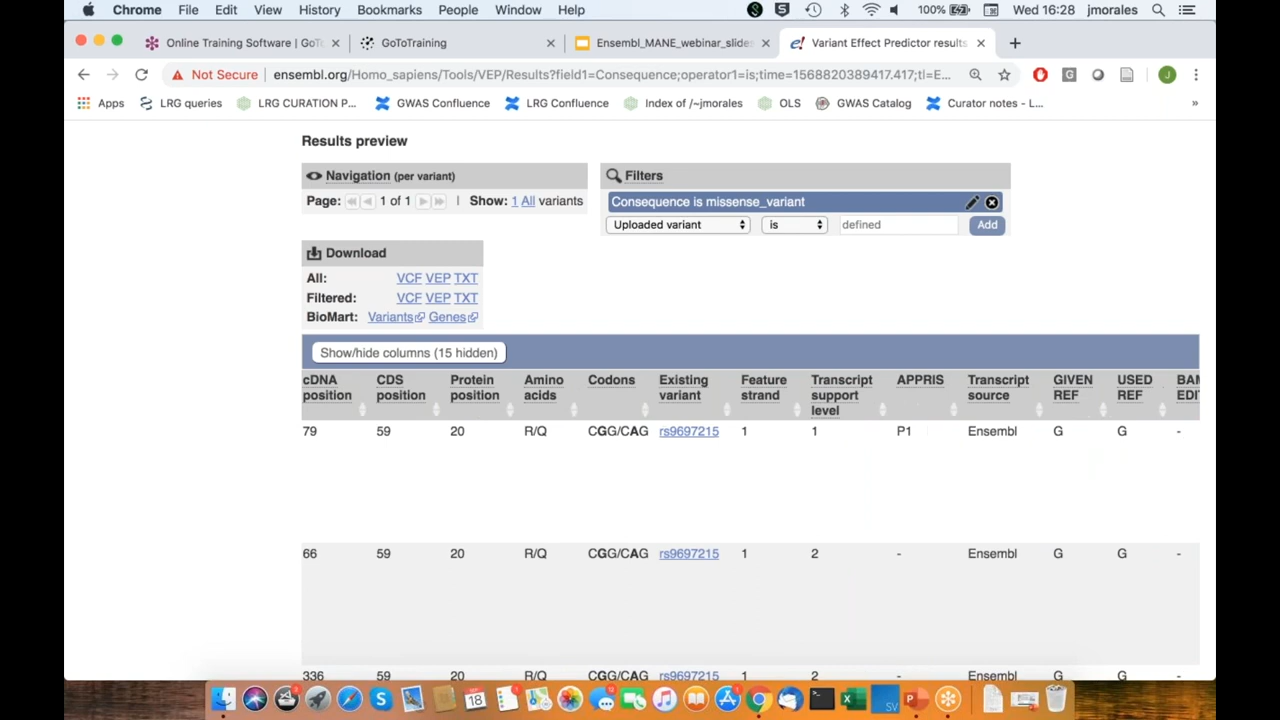 Chrome File Edit View History Bookmarks People Window Help 100% Wed 16:28 jmorales
Online Training Software | GoTo GoToTraining Ensembl_MANE_webinar_slides Variant Effect Predictor results
Not Secure ensembl.org/Homo_sapiens/Tools/VEP/Results?field1=Consequence;operator1=is;time=1568820389417.417;tl=E... J
Apps LRG queries LRG CURATION P... GWAS Confluence LRG Confluence Index of /~jmorales OLS GWAS Catalog Curator notes - L... »
Results preview
Navigation (per variant)
Page: 1 of 1 | Show: 1 All variants
Filters
Consequence is missense_variant
Uploaded variant is defined Add
Download
All: VCF VEP TXT
Filtered: VCF VEP TXT
BioMart: Variants Genes
Show/hide columns (15 hidden)
cDNA position CDS position Protein position Amino acids Codons Existing variant Feature strand Transcript support level APPRIS Transcript source GIVEN REF USED REF BAM EDI
79 59 20 R/Q CGG/CAG rs9697215 1 1 P1 Ensembl G G -
66 59 20 R/Q CGG/CAG rs9697215 1 2 - Ensembl G G -
336 59 20 R/Q CGG/CAG rs9697215 1 2 - Ensembl G G -
18